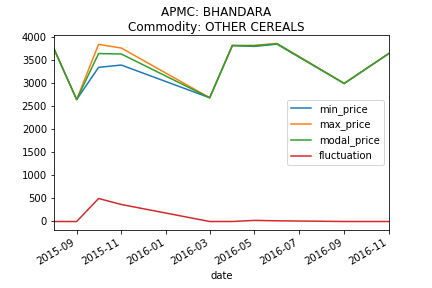 APMC: BHANDARA
Commodity: OTHER CEREALS
4000
3500
3000
2500
2000
1500
1000
500
0
min_price
max_price
modal_price
fluctuation
2015-09
2015-11
2016-01
2016-03
2016-05
2016-07
2016-09
2016-11
date